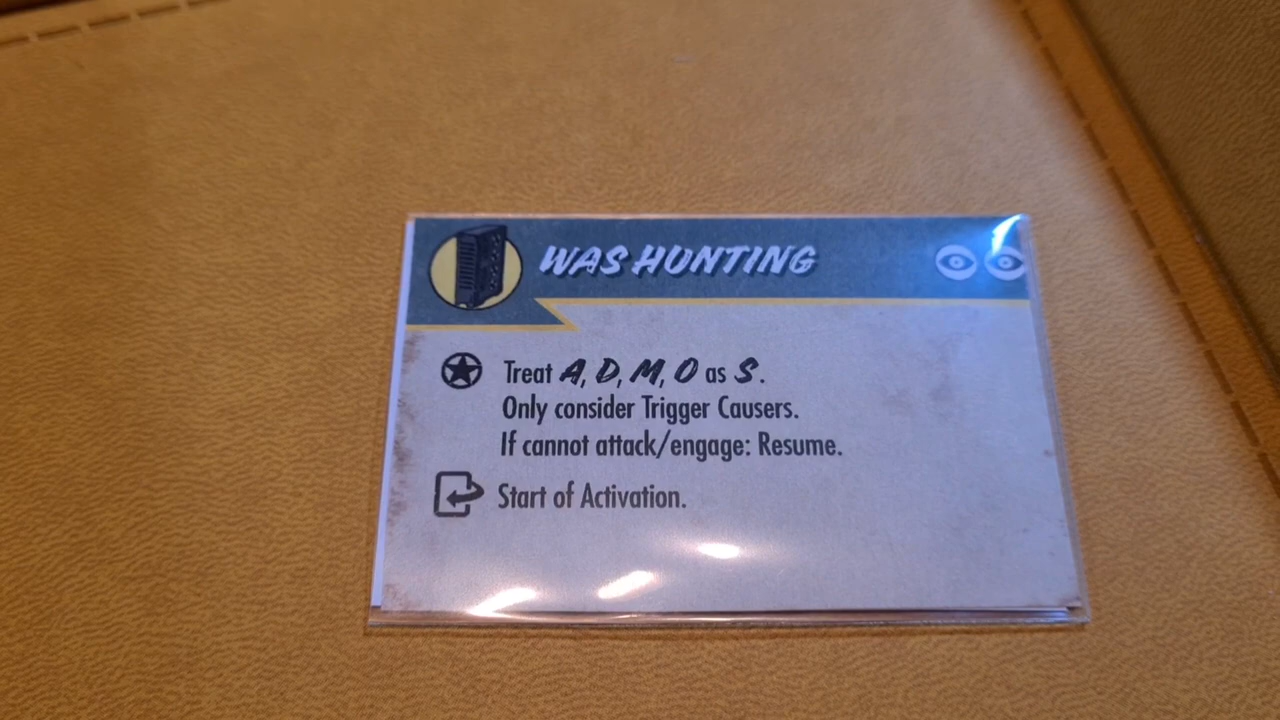 WAS HUNTING
Treat A, D, M, O as S.
Only consider Trigger Causers.
If cannot attack/engage: Resume.
Start of Activation.